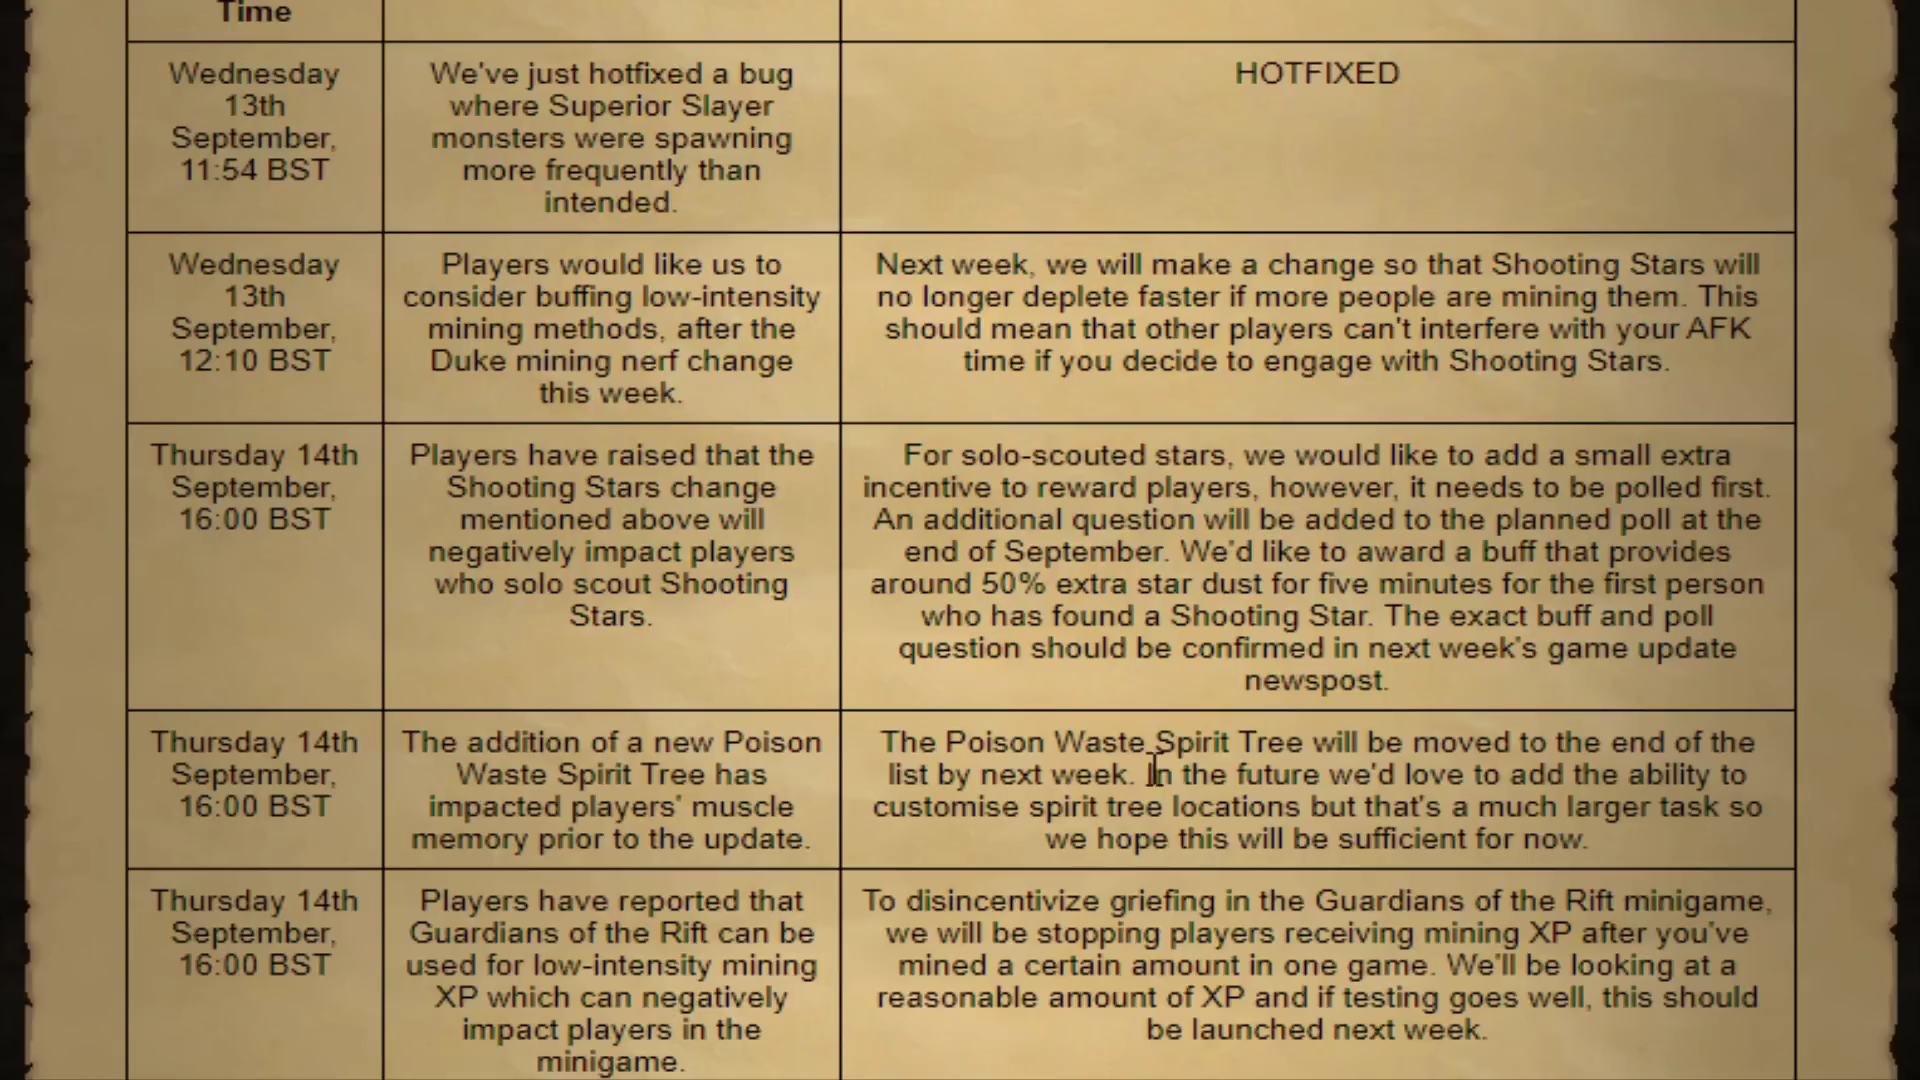 Time
Wednesday
13th
September,
11:54 BST
We've just hotfixed a bug
where Superior Slayer
monsters were spawning
more frequently than
intended.
HOTFIXED
Wednesday
13th
September,
12:10 BST
Players would like us to
consider buffing low-intensity
mining methods, after the
Duke mining nerf change
this week.
Next week, we will make a change so that Shooting Stars will
no longer deplete faster if more people are mining them. This
should mean that other players can't interfere with your AFK
time if you decide to engage with Shooting Stars.
Thursday 14th
September,
16:00 BST
Players have raised that the
Shooting Stars change
mentioned above will
negatively impact players
who solo scout Shooting
Stars.
For solo-scouted stars, we would like to add a small extra
incentive to reward players, however, it needs to be polled first.
An additional question will be added to the planned poll at the
end of September. We'd like to award a buff that provides
around 50% extra star dust for five minutes for the first person
who has found a Shooting Star. The exact buff and poll
question should be confirmed in next week's game update
newspost.
Thursday 14th
September,
16:00 BST
The addition of a new Poison
Waste Spirit Tree has
impacted players' muscle
memory prior to the update.
The Poison Waste Spirit Tree will be moved to the end of the
list by next week. In the future we'd love to add the ability to
customise spirit tree locations but that's a much larger task so
we hope this will be sufficient for now.
Thursday 14th
September,
16:00 BST
Players have reported that
Guardians of the Rift can be
used for low-intensity mining
XP which can negatively
impact players in the
minigame.
To disincentivize griefing in the Guardians of the Rift minigame,
we will be stopping players receiving mining XP after you've
mined a certain amount in one game. We'll be looking at a
reasonable amount of XP and if testing goes well, this should
be launched next week.